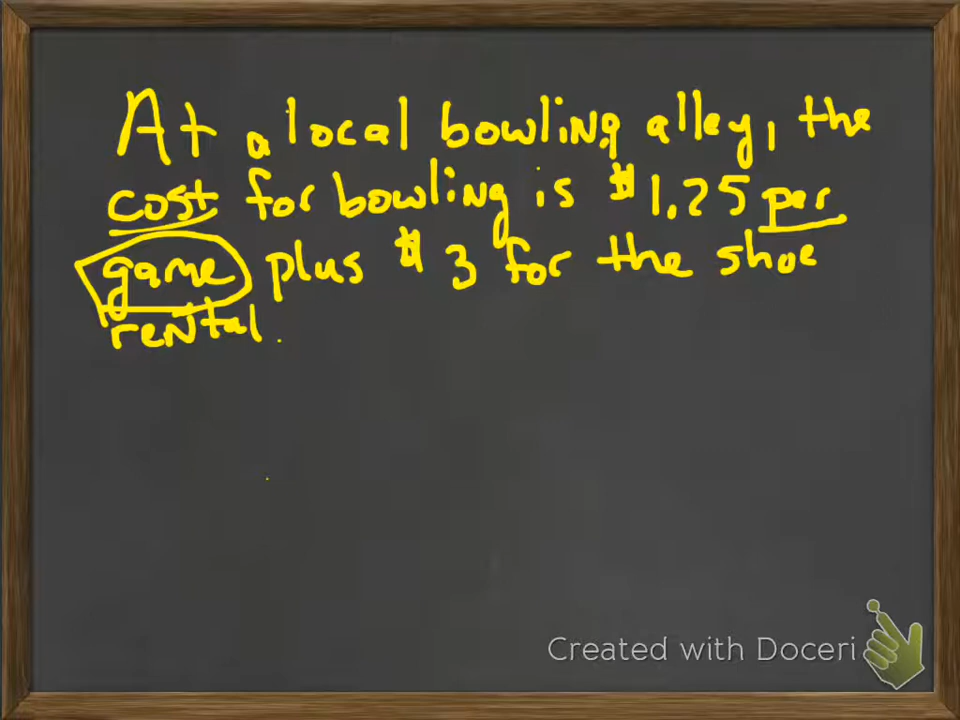 At a local bowling alley, the
cost for bowling is $1.25 per
game plus $3 for the shoe
rental.
Created with Doceri